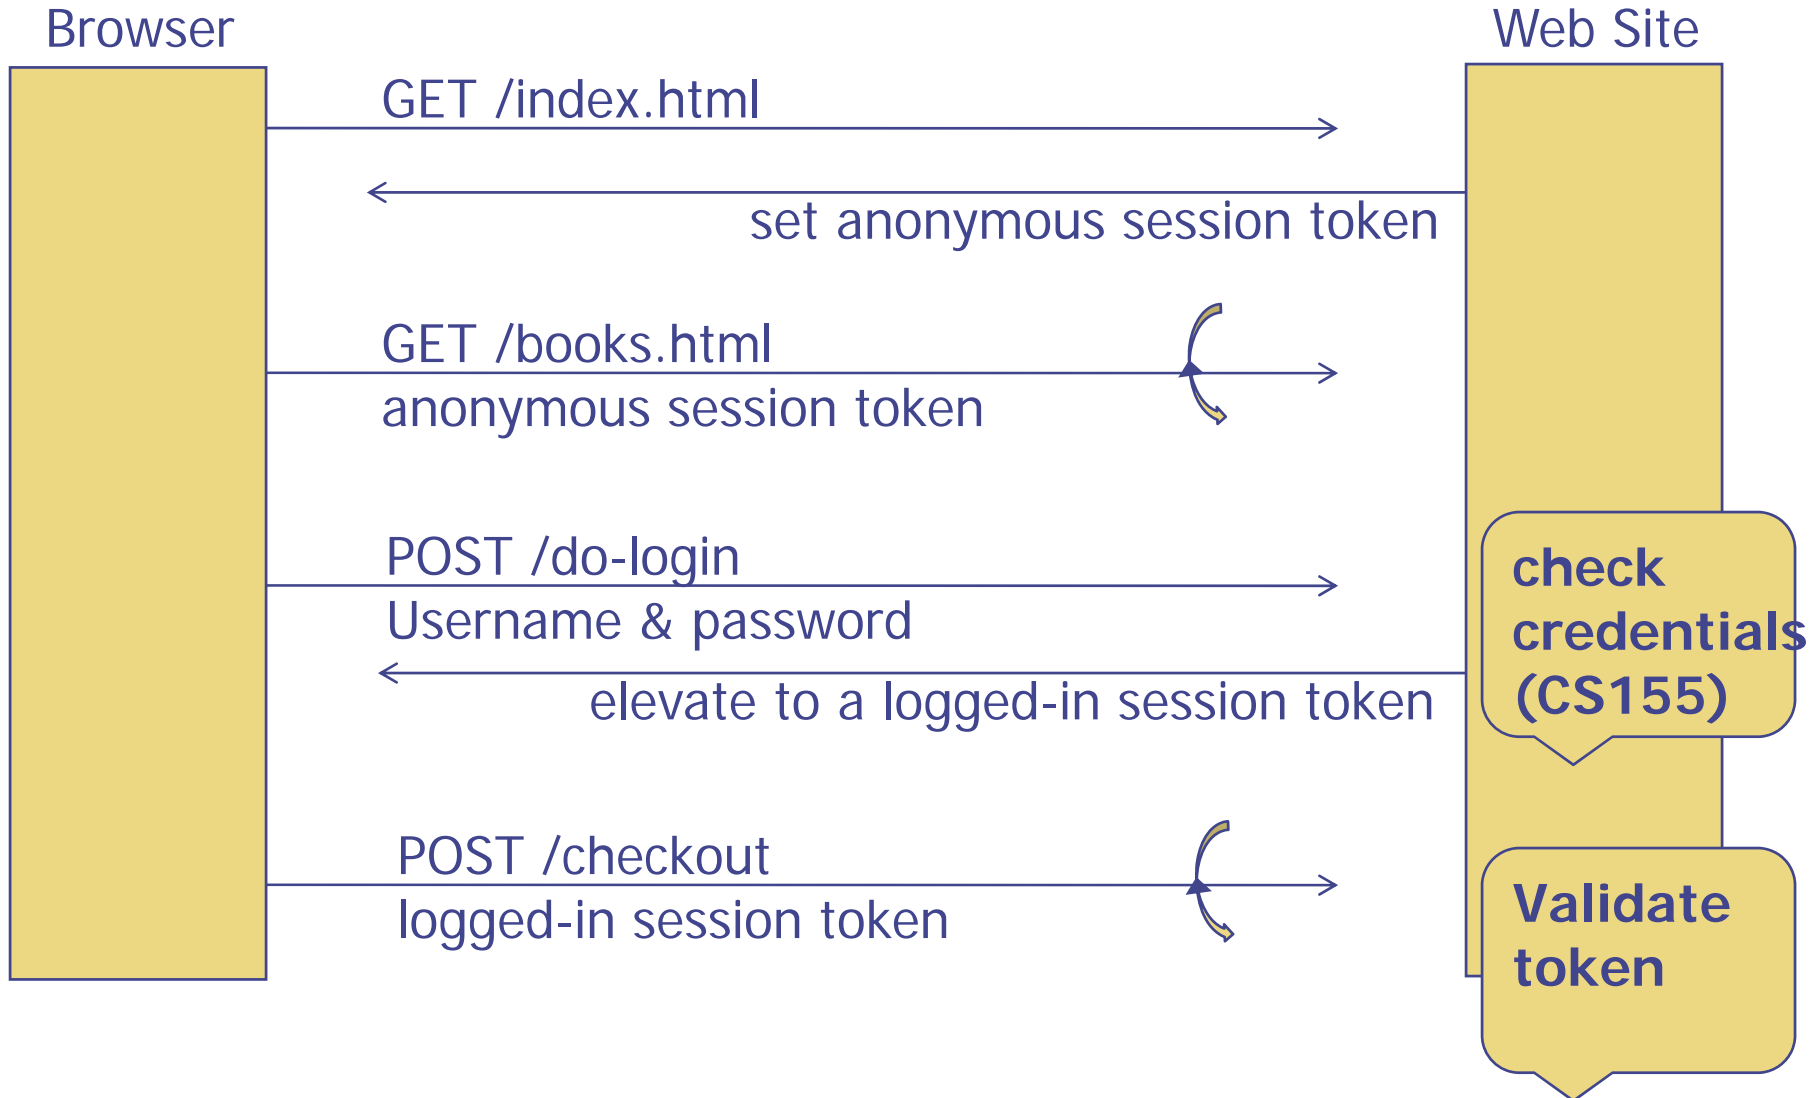 Browser
Web Site
GET /index.html
set anonymous session token
GET /books.html
anonymous session token
POST /do-login
Username & password
elevate to a logged-in session token
check
credentials
(CS155)
POST /checkout
logged-in session token
Validate
token